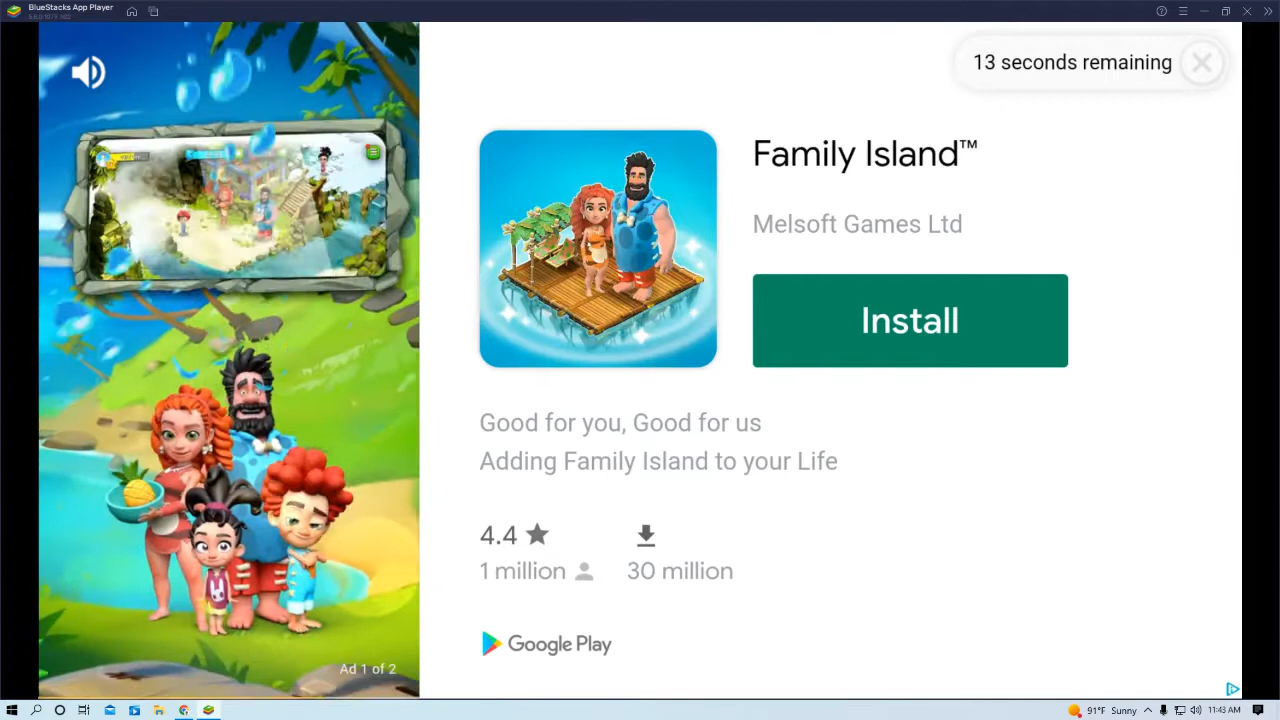 BlueStacks App Player
13 seconds remaining
Family Island™
Melsoft Games Ltd
Install
Good for you, Good for us
Adding Family Island to your Life
4.4
1 million
30 million
Google Play
Ad 1 of 2
91°F Sunny
11:43 AM